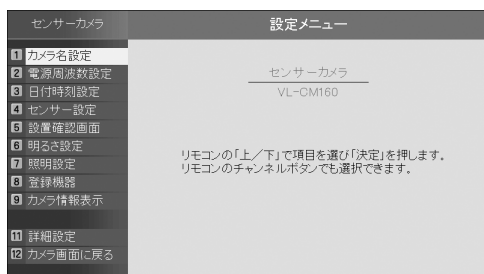 センサーカメラ
設定メニュー
1 カメラ名設定
2 電源周波数設定
3 日付時刻設定
4 センサー設定
5 設置確認画面
6 明るさ設定
7 照明設定
8 登録機器
9 カメラ情報表示
11 詳細設定
12 カメラ画面に戻る
センサーカメラ
VL-CM160
リモコンの「上／下」で項目を選び「決定」を押します。
リモコンのチャンネルボタンでも選択できます。